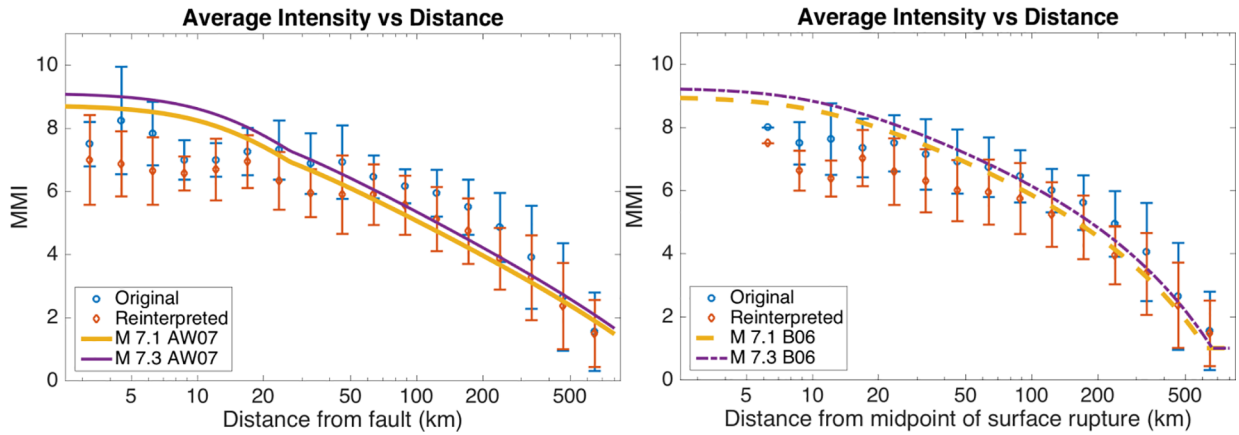 Average Intensity vs Distance
MMI
10
8
6
4
2
0
Original
Reinterpreted
M 7.1 AW07
M 7.3 AW07
5 10 20 50 100 200 500
Distance from fault (km)
Average Intensity vs Distance
MMI
10
8
6
4
2
0
Original
Reinterpreted
M 7.1 B06
M 7.3 B06
5 10 20 50 100 200 500
Distance from midpoint of surface rupture (km)